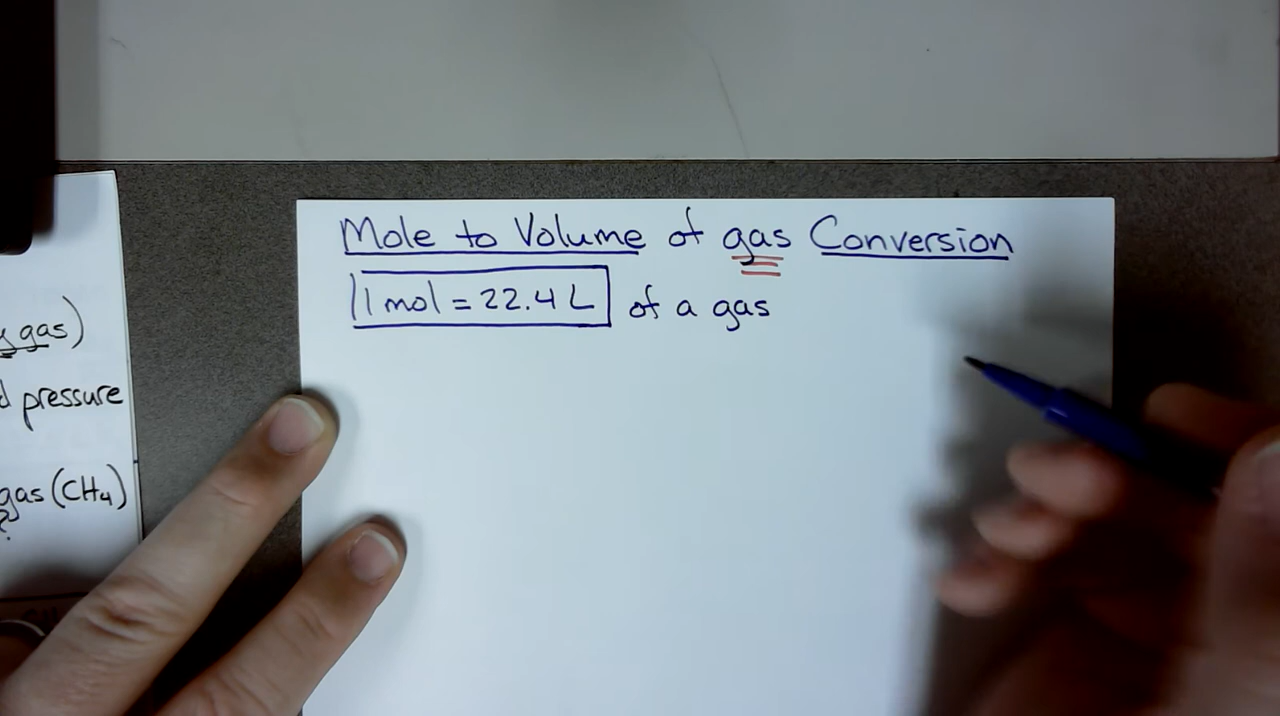 Mole to Volume of gas Conversion
1 mol = 22.4 L of a gas
gas)
pressure
gas (CH₄)
?